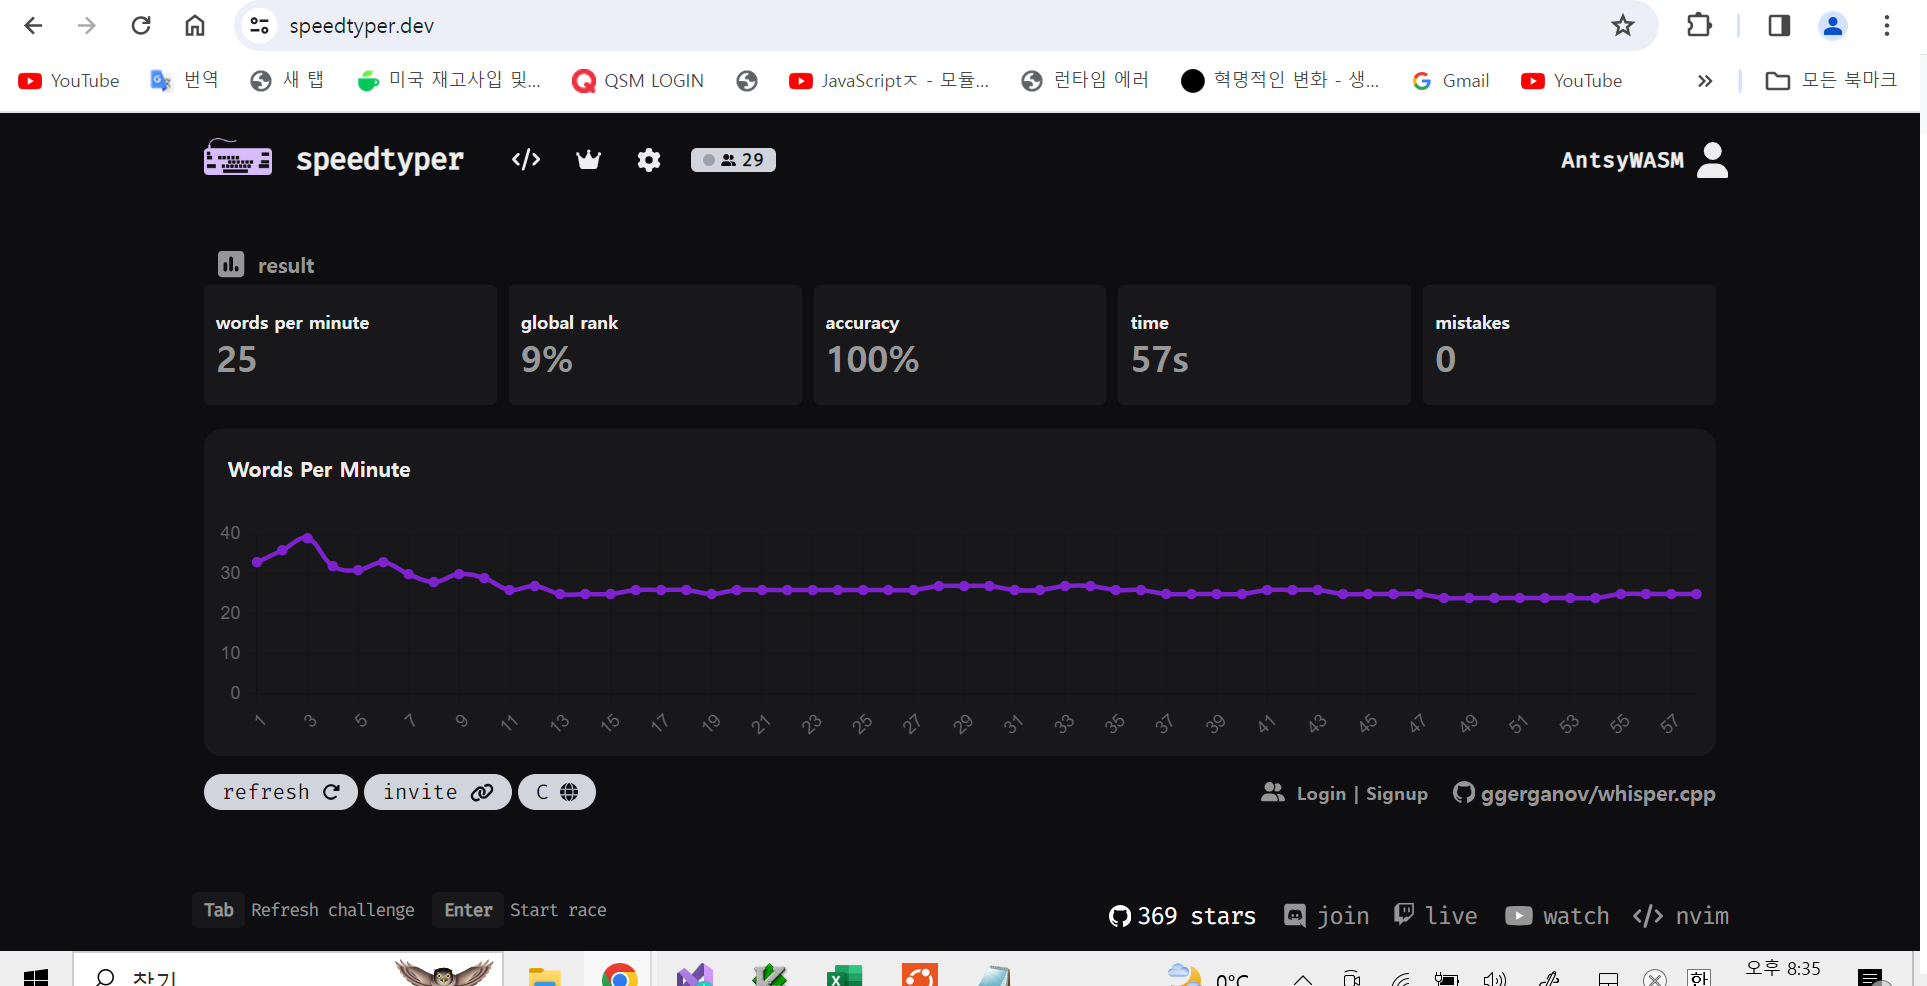 speedtyper.dev
YouTube 번역 새 탭 미국 재고사입 및... QSM LOGIN JavaScriptㅈ - 모듈... 런타임 에러 혁명적인 변화 - 생... Gmail YouTube » 모든 북마크
speedtyper </> 29 AntsyWASM
result
words per minute global rank accuracy time mistakes
25 9% 100% 57s 0
Words Per Minute
40
30
20
10
0
1 3 5 7 9 11 13 15 17 19 21 23 25 27 29 31 33 35 37 39 41 43 45 47 49 51 53 55 57
refresh invite C Login | Signup ggerganov/whisper.cpp
Tab Refresh challenge Enter Start race 369 stars join live watch </> nvim
찾기 0°C 한 오후 8:35